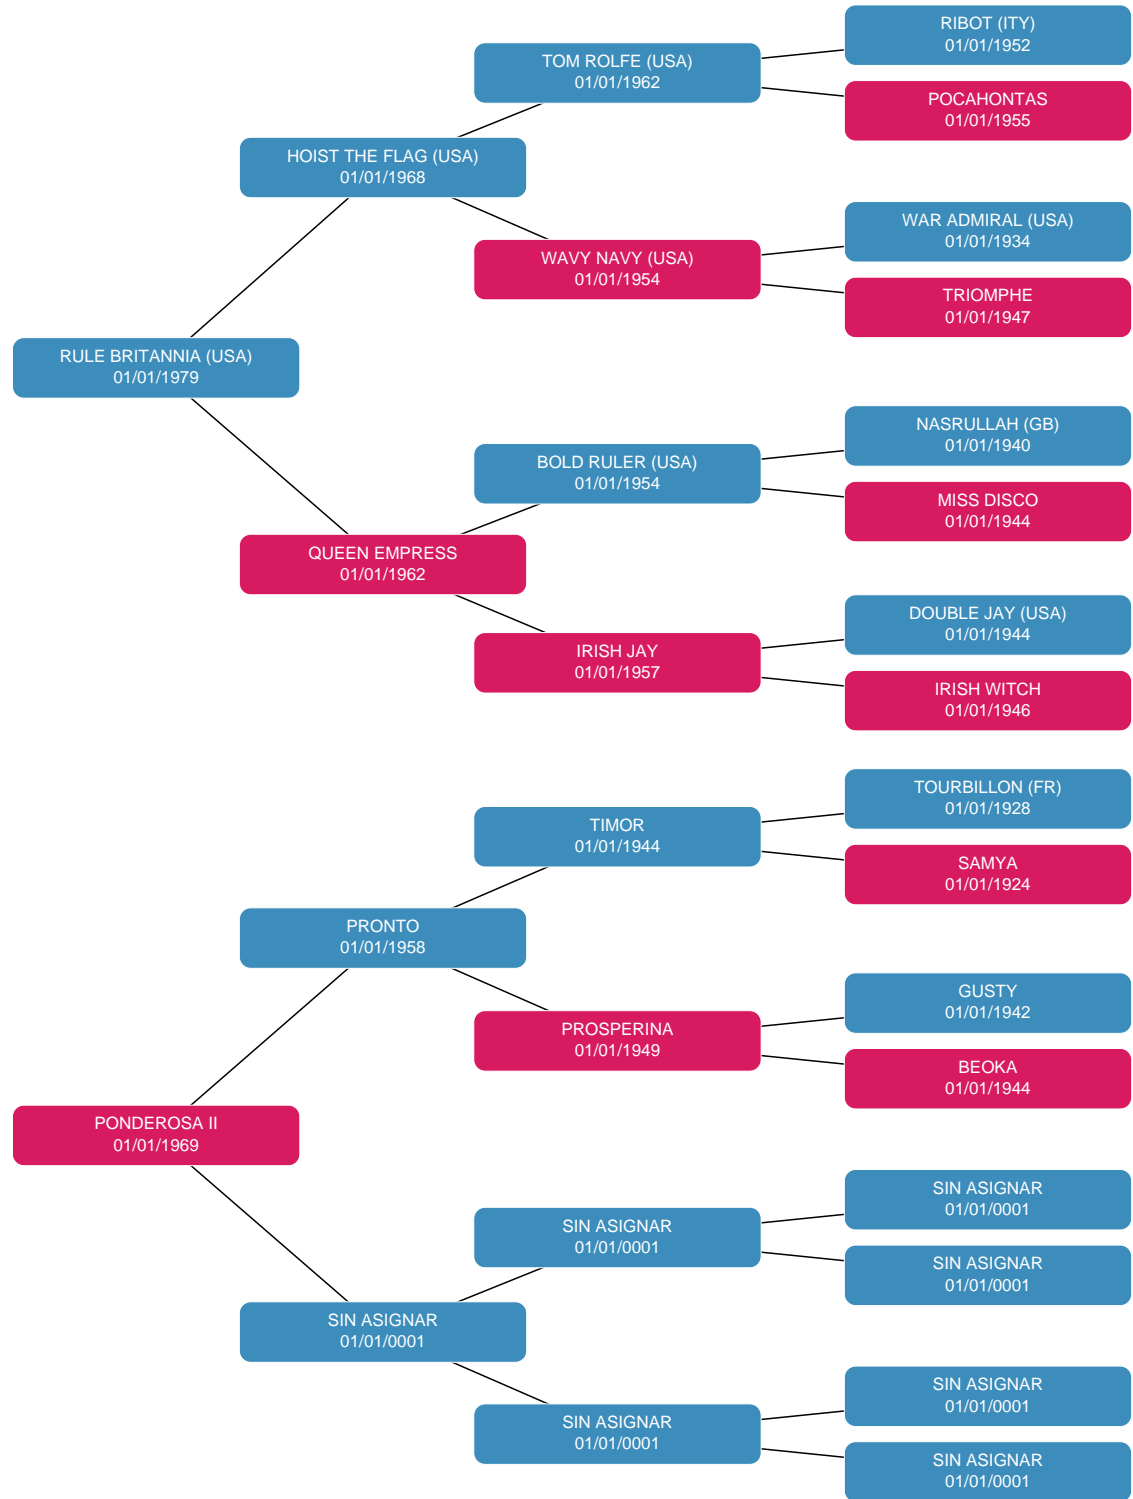 RIBOT (ITY)
01/01/1952
TOM ROLFE (USA)
01/01/1962
POCAHONTAS
01/01/1955
HOIST THE FLAG (USA)
01/01/1968
WAR ADMIRAL (USA)
01/01/1934
WAVY NAVY (USA)
01/01/1954
TRIOMPHE
01/01/1947
RULE BRITANNIA (USA)
01/01/1979
NASRULLAH (GB)
01/01/1940
BOLD RULER (USA)
01/01/1954
MISS DISCO
01/01/1944
QUEEN EMPRESS
01/01/1962
DOUBLE JAY (USA)
01/01/1944
IRISH JAY
01/01/1957
IRISH WITCH
01/01/1946
TOURBILLON (FR)
01/01/1928
TIMOR
01/01/1944
SAMYA
01/01/1924
PRONTO
01/01/1958
GUSTY
01/01/1942
PROSPERINA
01/01/1949
BEOKA
01/01/1944
PONDEROSA II
01/01/1969
SIN ASIGNAR
01/01/0001
SIN ASIGNAR
01/01/0001
SIN ASIGNAR
01/01/0001
SIN ASIGNAR
01/01/0001
SIN ASIGNAR
01/01/0001
SIN ASIGNAR
01/01/0001
SIN ASIGNAR
01/01/0001